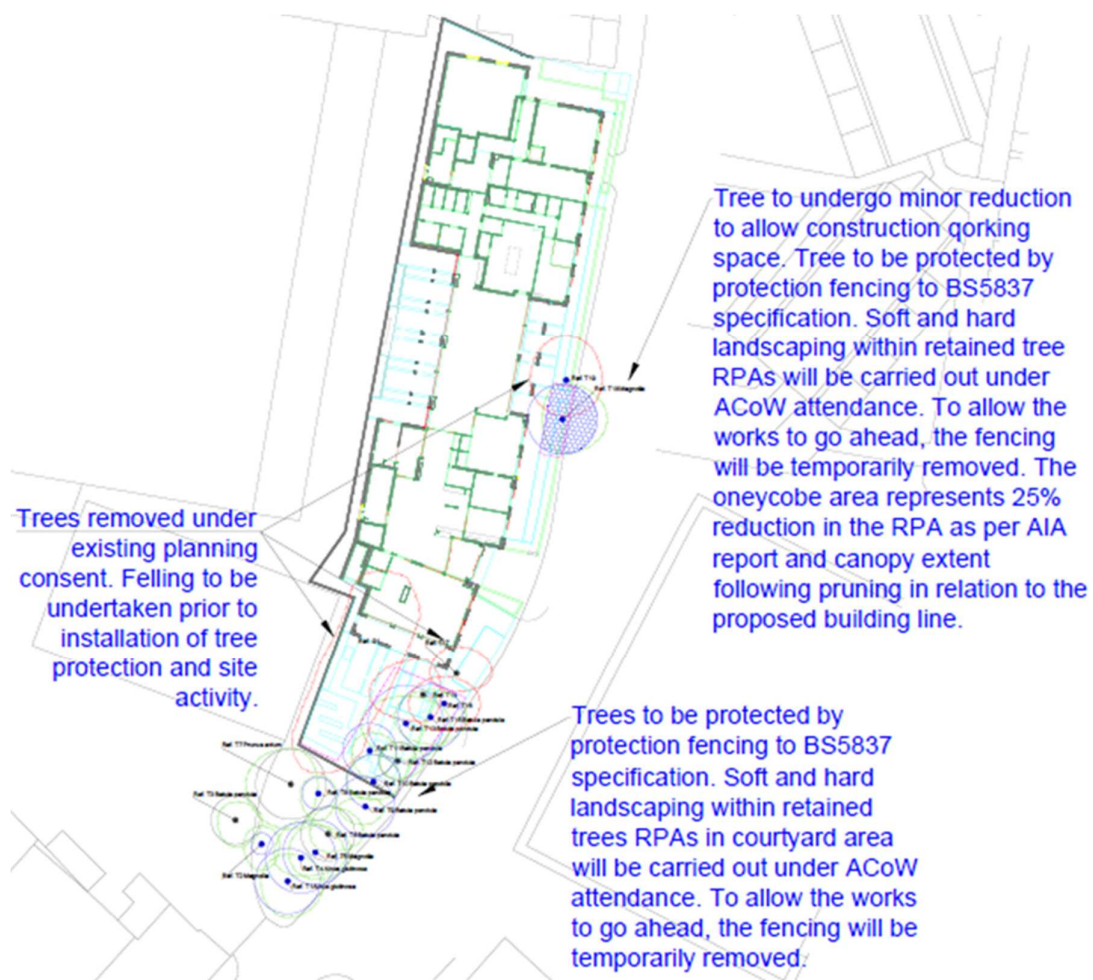 Tree to undergo minor reduction
to allow construction qorking
space. Tree to be protected by
protection fencing to BS5837
specification. Soft and hard
landscaping within retained tree
RPAs will be carried out under
ACoW attendance. To allow the
works to go ahead, the fencing
will be temporarily removed. The
oneycobe area represents 25%
reduction in the RPA as per AIA
report and canopy extent
following pruning in relation to the
proposed building line.
Trees removed under
existing planning
consent. Felling to be
undertaken prior to
installation of tree
protection and site
activity.
Trees to be protected by
protection fencing to BS5837
specification. Soft and hard
landscaping within retained
trees RPAs in courtyard area
will be carried out under ACoW
attendance. To allow the works
to go ahead, the fencing will be
temporarily removed.